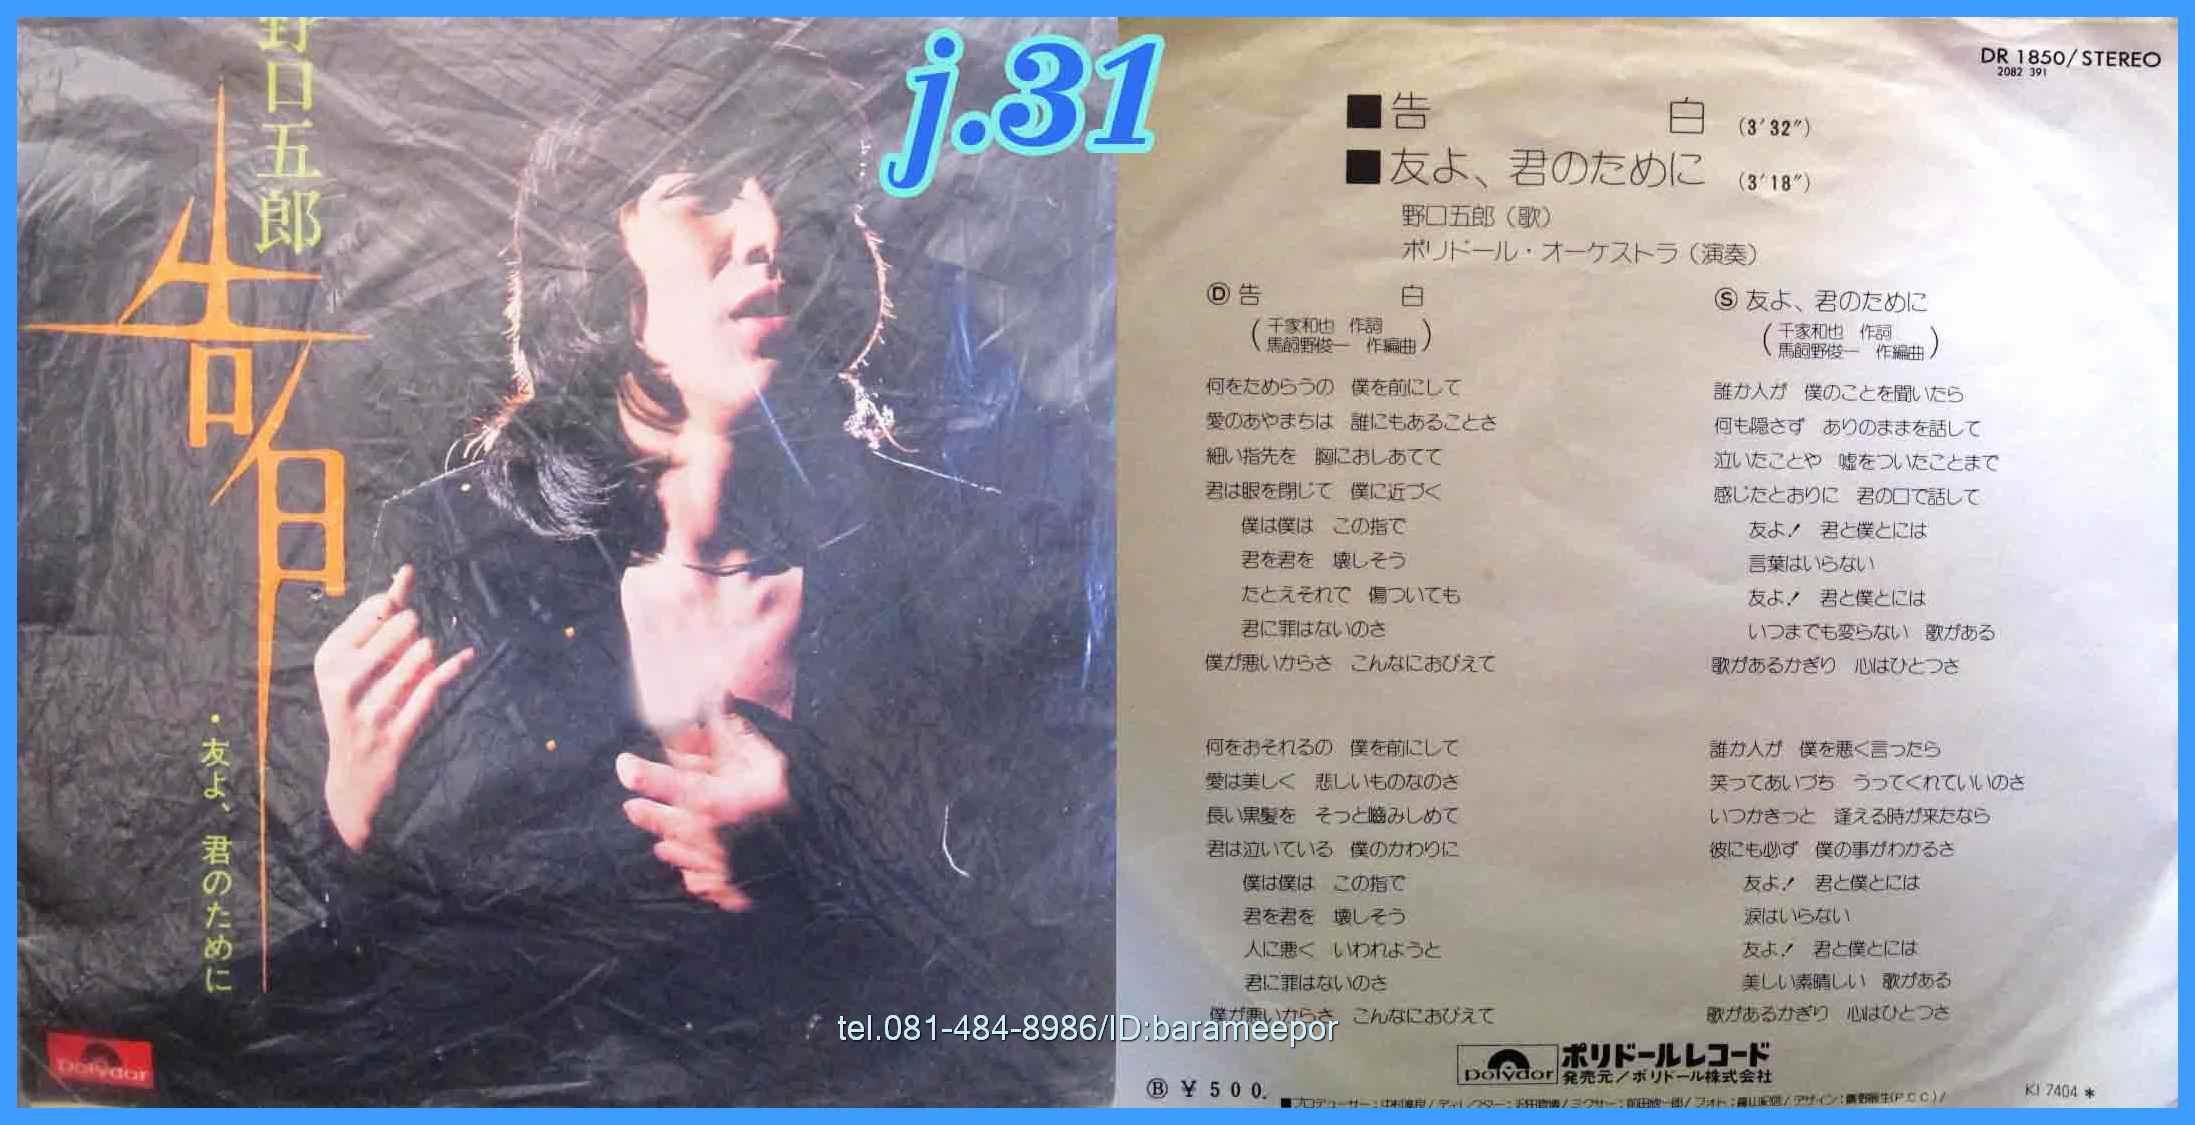 野口五郎
告白
・友よ、君のために
polydor
j.31
DR 1850/STEREO
2082 391
■告 白 (3′32″)
■友よ、君のために (3′18″)
野口五郎（歌）
ポリドール・オーケストラ（演奏）
Ⓓ告 白
千家和也 作詞
馬飼野俊一 作編曲
何をためらうの 僕を前にして
愛のあやまちは 誰にもあることさ
細い指先を 胸におしあてて
君は眼を閉じて 僕に近づく
僕は僕は この指で
君を君を 壊しそう
たとえそれで 傷ついても
君に罪はないのさ
僕が悪いからさ こんなにおびえて
何をおそれるの 僕を前にして
愛は美しく 悲しいものなのさ
長い黒髪を そっと噛みしめて
君は泣いている 僕のかわりに
僕は僕は この指で
君を君を 壊しそう
人に悪く いわれようと
君に罪はないのさ
僕が悪いからさ こんなにおびえて
Ⓢ友よ、君のために
千家和也 作詞
馬飼野俊一 作編曲
誰か人が 僕のことを聞いたら
何も隠さず ありのままを話して
泣いたことや 嘘をついたことまで
感じたとおりに 君の口で話して
友よ! 君と僕とには
言葉はいらない
友よ! 君と僕とには
いつまでも変らない 歌がある
歌があるかぎり 心はひとつさ
誰か人が 僕を悪く言ったら
笑ってあいづち うってくれていいのさ
いつかきっと 逢える時が来たなら
彼にも必ず 僕の事がわかるさ
友よ! 君と僕とには
涙はいらない
友よ! 君と僕とには
美しい素晴しい 歌がある
歌があるかぎり 心はひとつさ
tel.081-484-8986/ID:barameepor
polydor ポリドールレコード
発売元/ポリドール株式会社
Ⓑ ¥500.
KI 7404 *